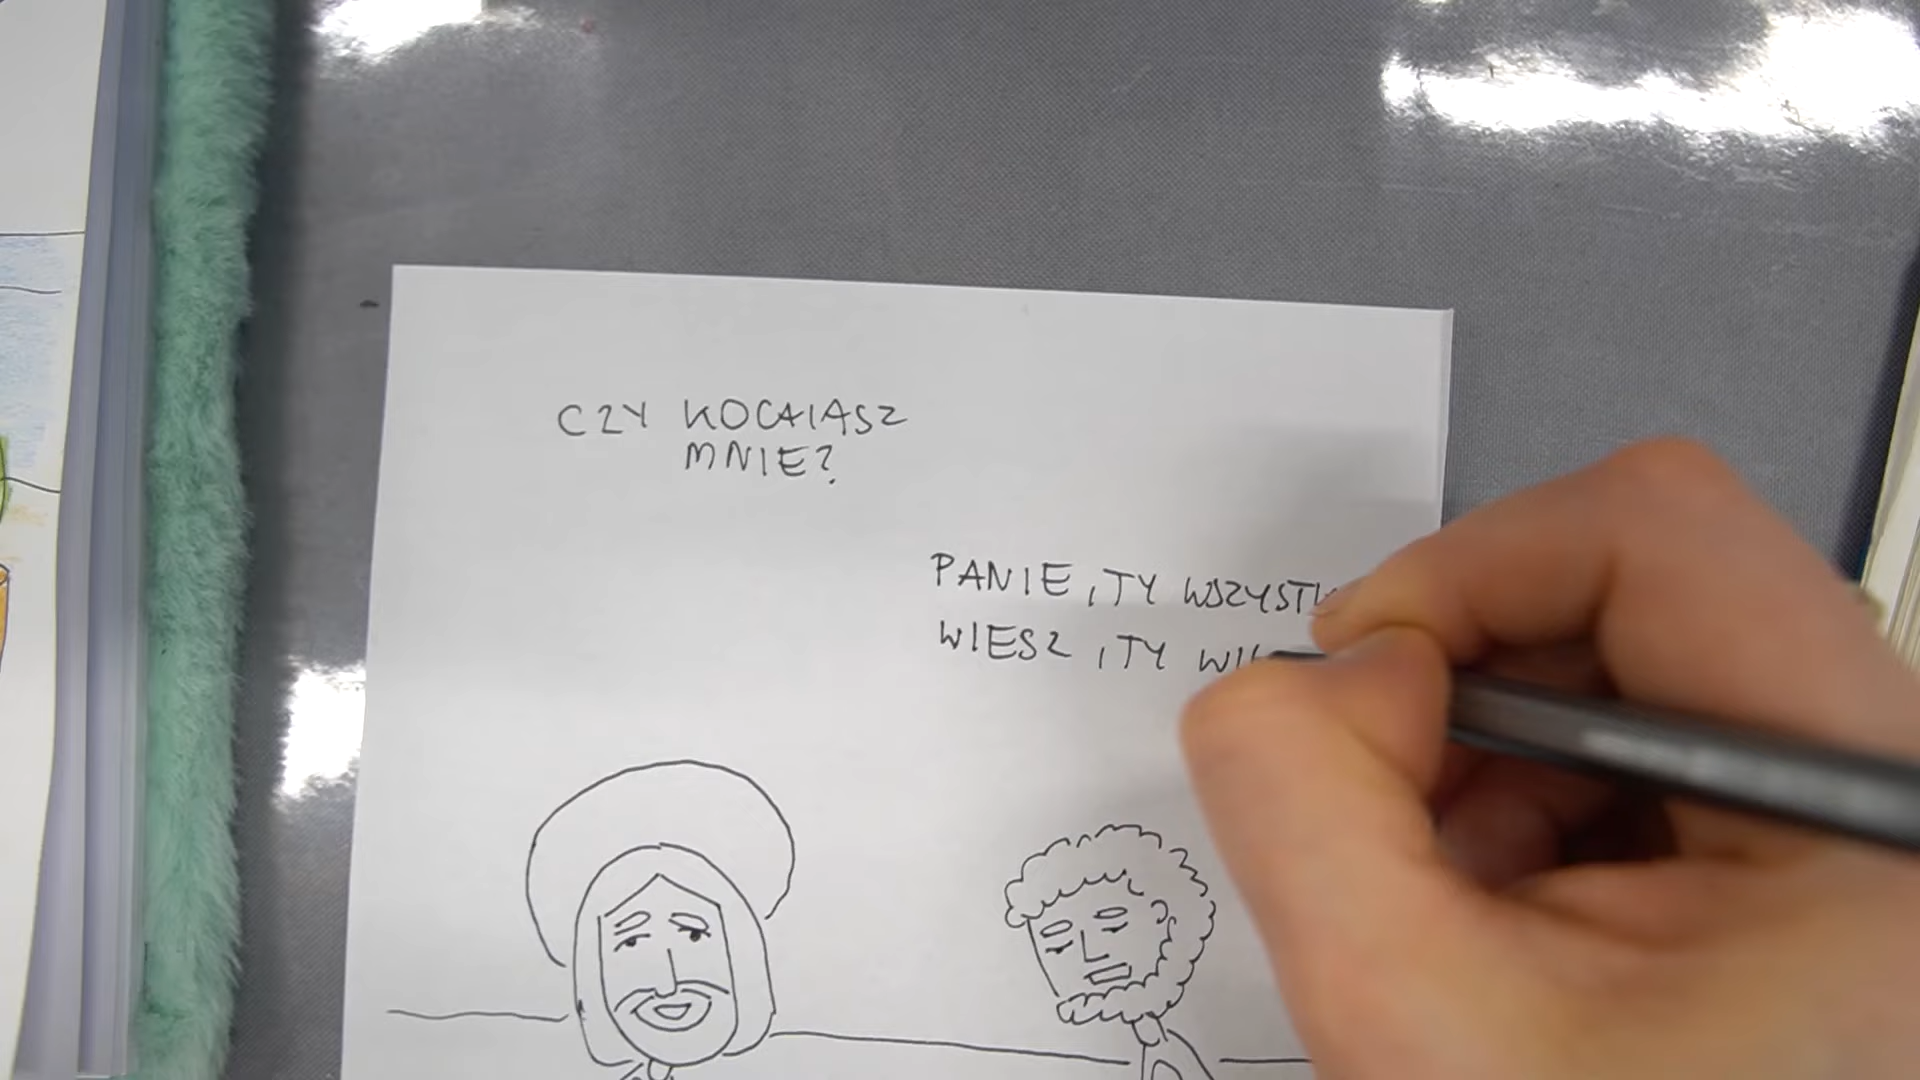 CZY KOCHASZ
MNIE?
PANIE, TY
WIESZ, TY